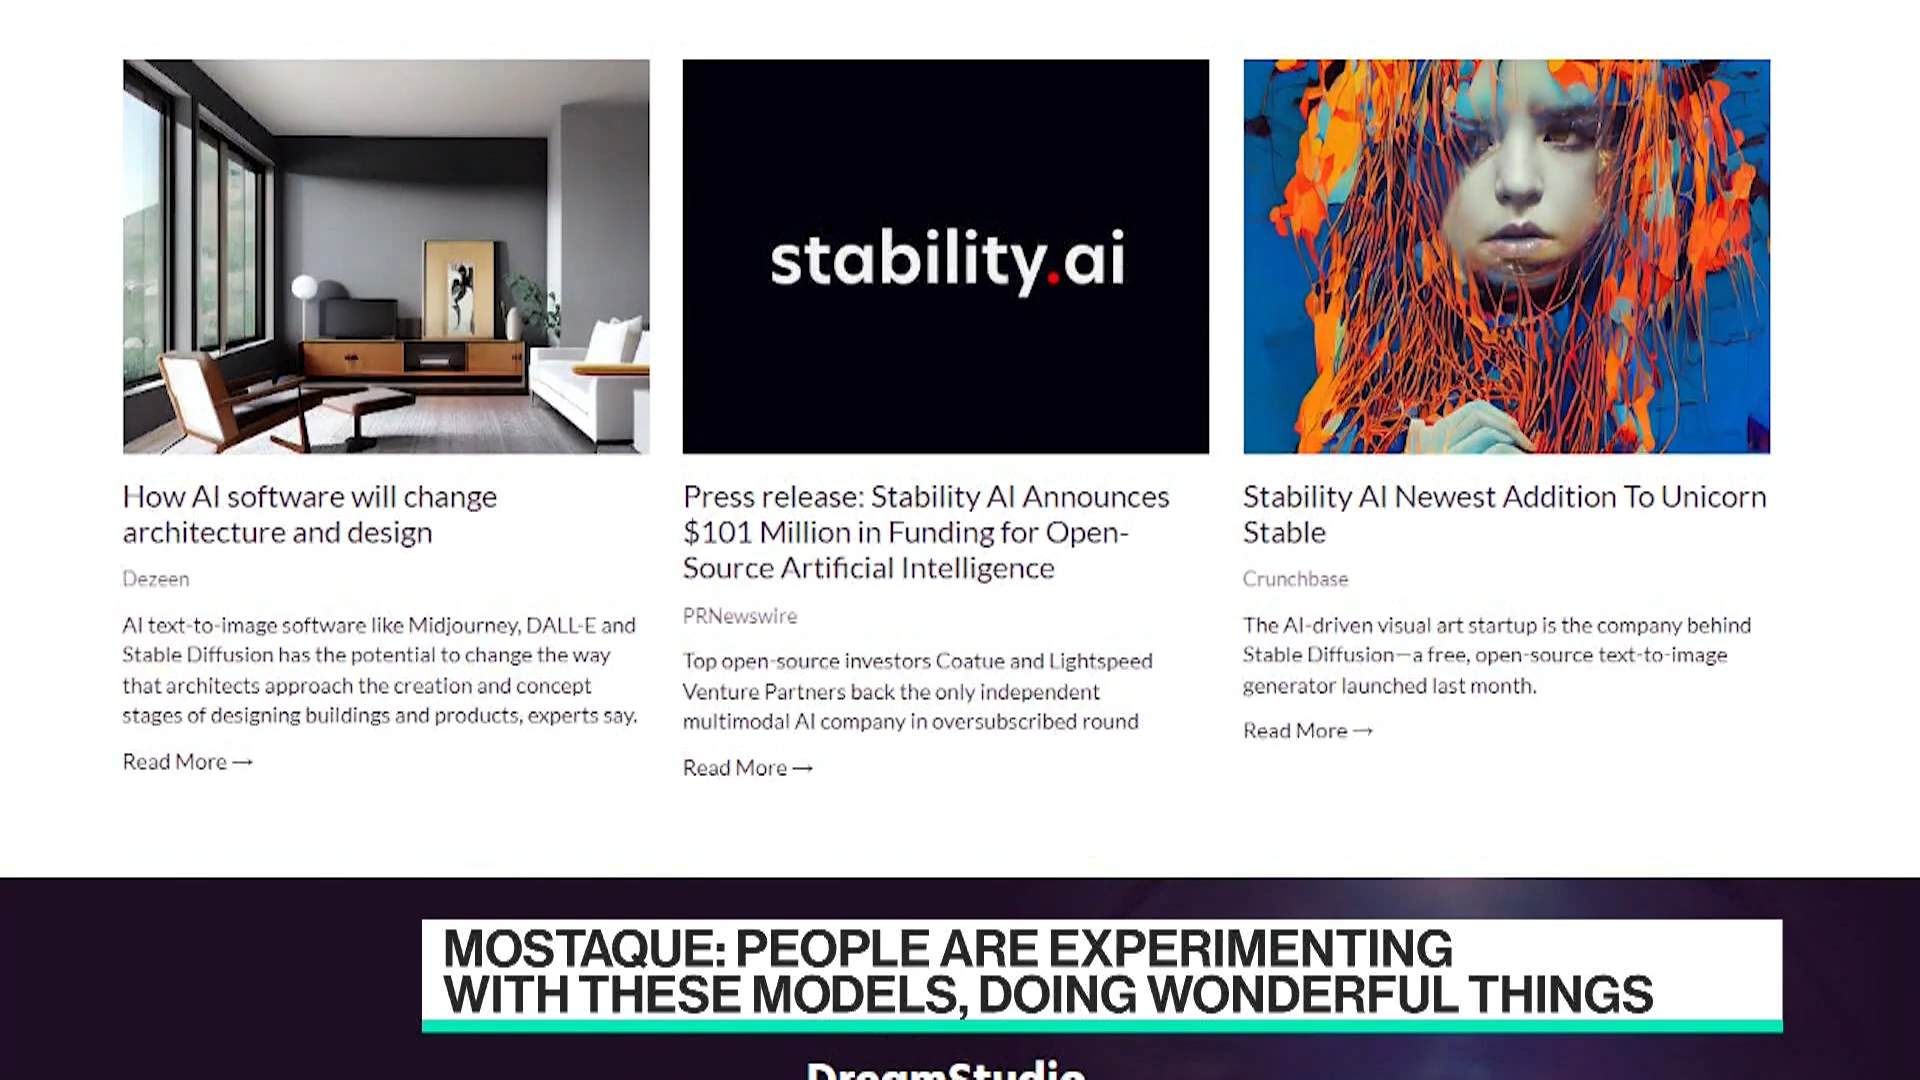 stability.ai
How AI software will change
architecture and design
Dezeen
AI text-to-image software like Midjourney, DALL-E and
Stable Diffusion has the potential to change the way
that architects approach the creation and concept
stages of designing buildings and products, experts say.
Read More →
Press release: Stability AI Announces
$101 Million in Funding for Open-
Source Artificial Intelligence
PRNewswire
Top open-source investors Coatue and Lightspeed
Venture Partners back the only independent
multimodal AI company in oversubscribed round
Read More →
Stability AI Newest Addition To Unicorn
Stable
Crunchbase
The AI-driven visual art startup is the company behind
Stable Diffusion—a free, open-source text-to-image
generator launched last month.
Read More →
MOSTAQUE: PEOPLE ARE EXPERIMENTING
WITH THESE MODELS, DOING WONDERFUL THINGS
DreamStudio